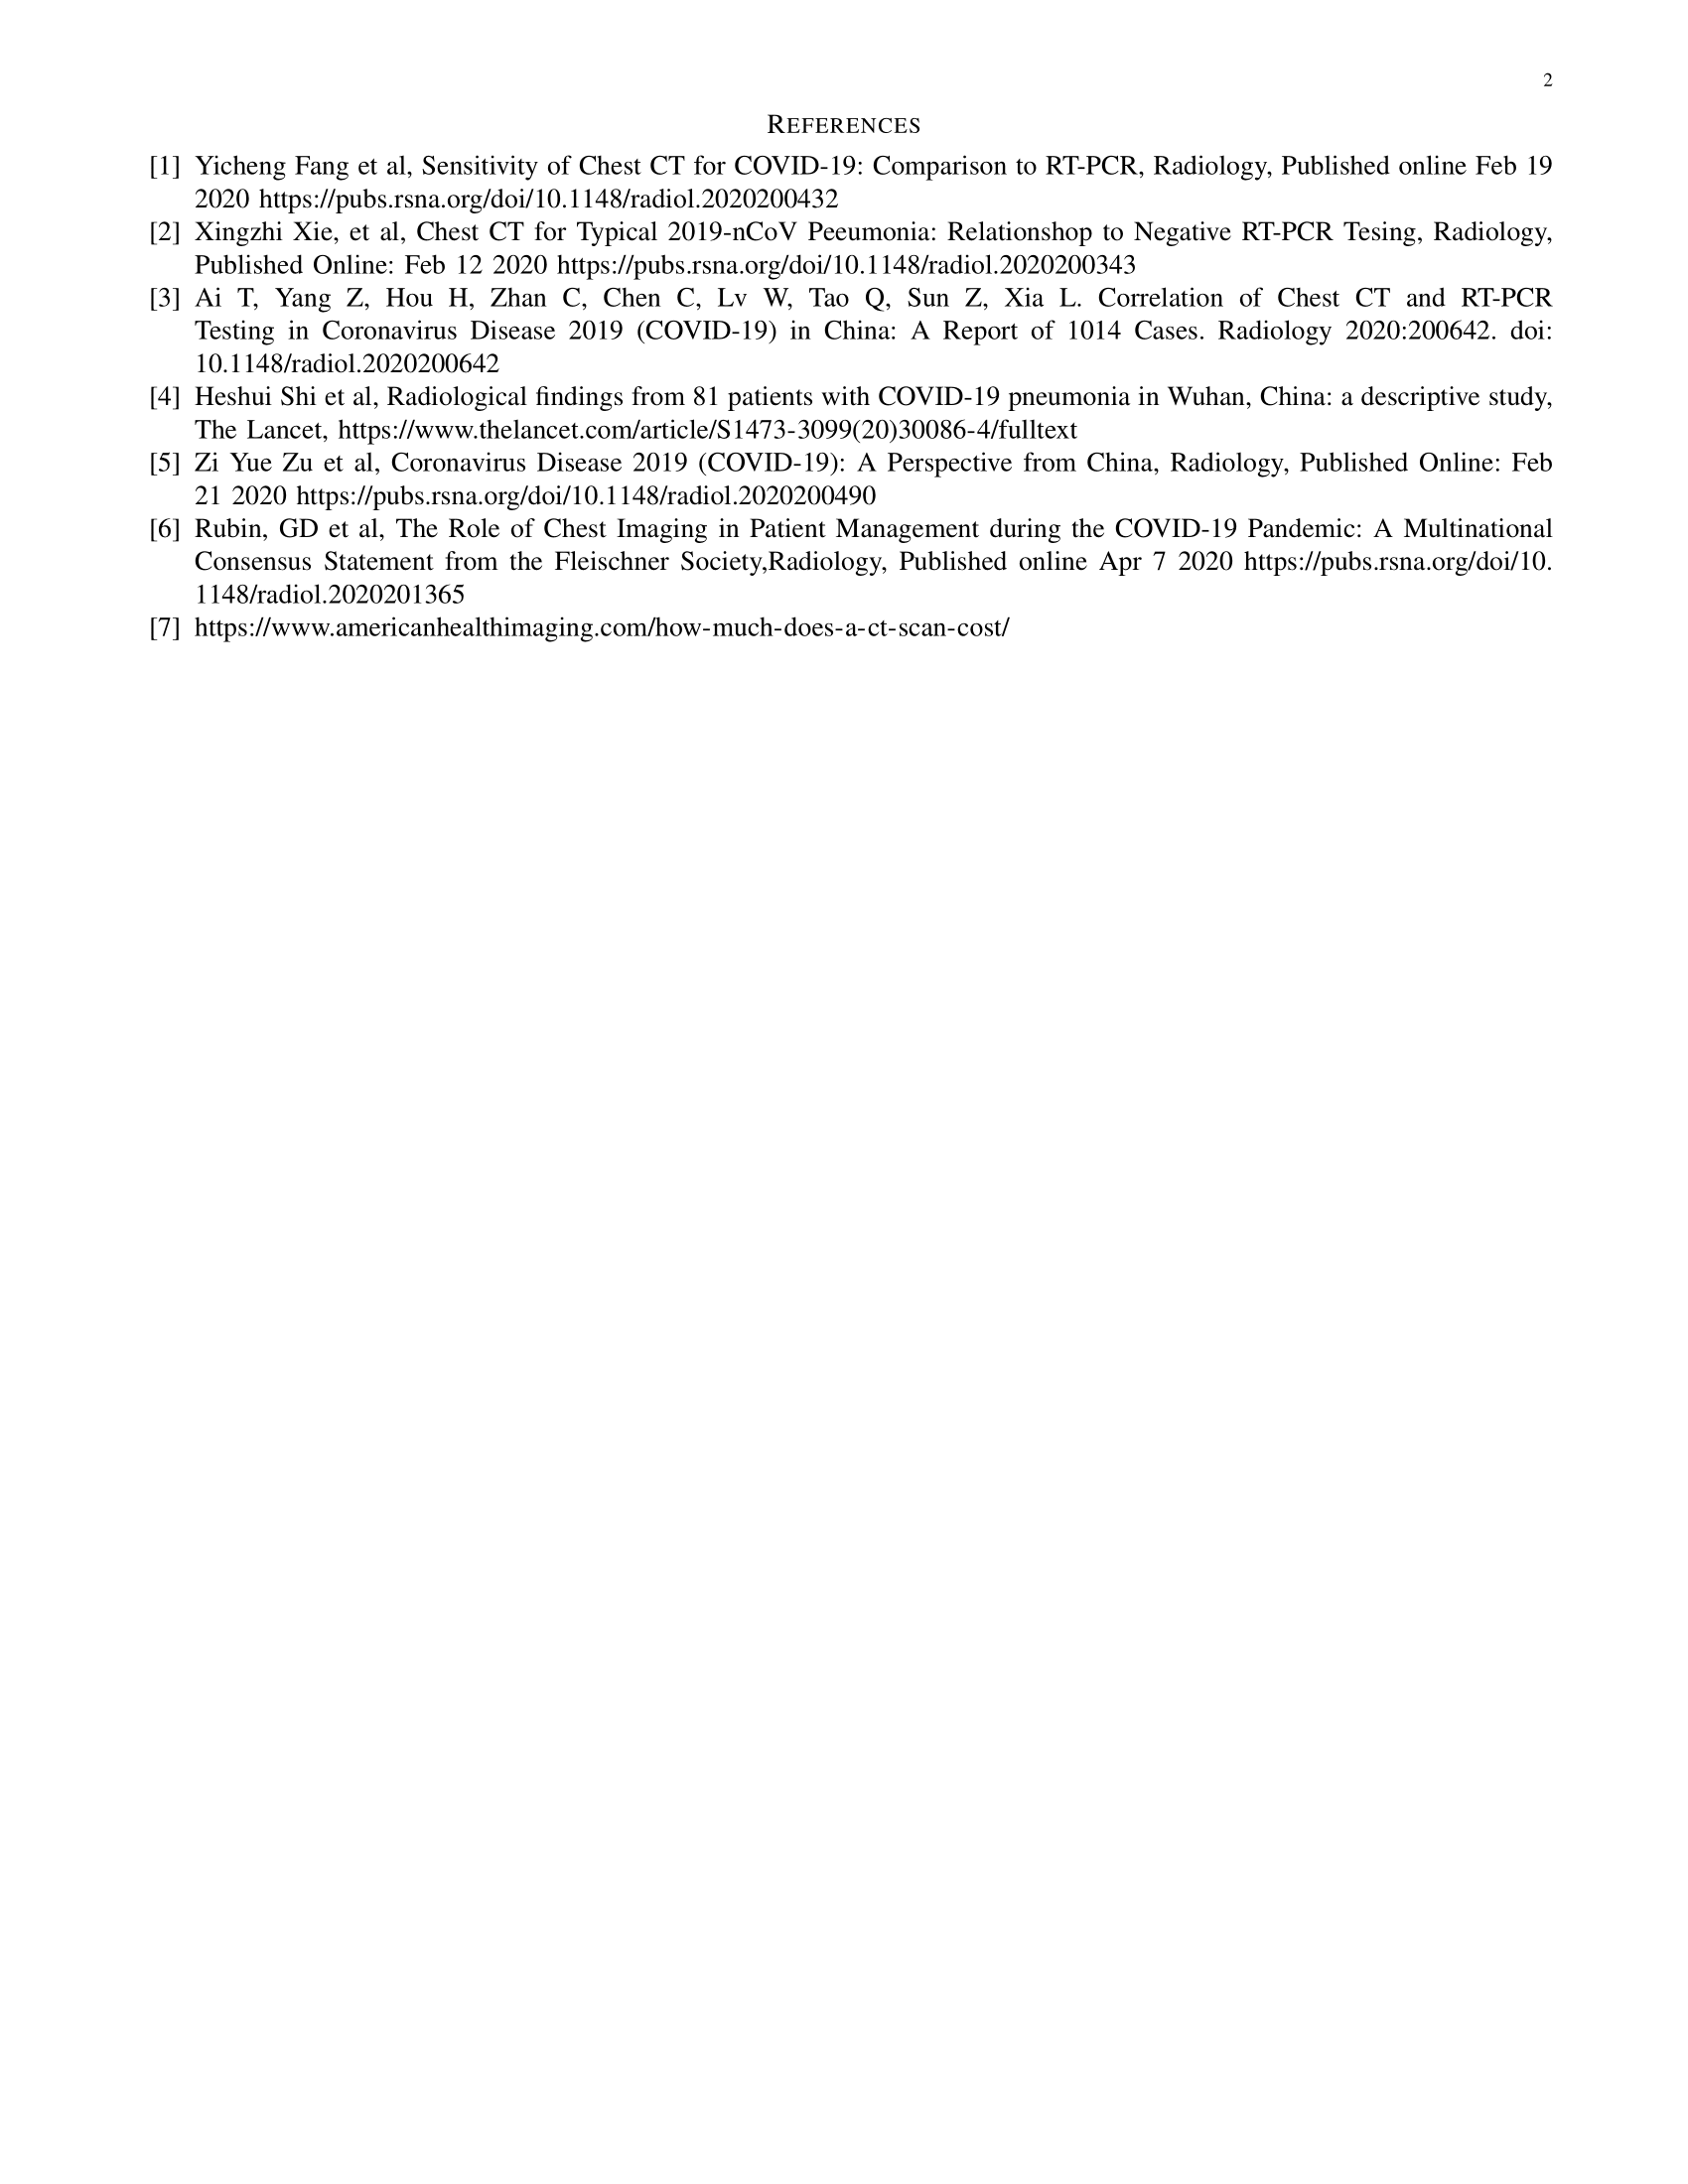 2
REFERENCES
[1] Yicheng Fang et al, Sensitivity of Chest CT for COVID-19: Comparison to RT-PCR, Radiology, Published online Feb 19
2020 https://pubs.rsna.org/doi/10.1148/radiol.2020200432
[2] Xingzhi Xie, et al, Chest CT for Typical 2019-nCoV Peeumonia: Relationshop to Negative RT-PCR Tesing, Radiology,
Published Online: Feb 12 2020 https://pubs.rsna.org/doi/10.1148/radiol.2020200343
[3] Ai T, Yang Z, Hou H, Zhan C, Chen C, Lv W, Tao Q, Sun Z, Xia L. Correlation of Chest CT and RT-PCR
Testing in Coronavirus Disease 2019 (COVID-19) in China: A Report of 1014 Cases. Radiology 2020:200642. doi:
10.1148/radiol.2020200642
[4] Heshui Shi et al, Radiological findings from 81 patients with COVID-19 pneumonia in Wuhan, China: a descriptive study,
The Lancet, https://www.thelancet.com/article/S1473-3099(20)30086-4/fulltext
[5] Zi Yue Zu et al, Coronavirus Disease 2019 (COVID-19): A Perspective from China, Radiology, Published Online: Feb
21 2020 https://pubs.rsna.org/doi/10.1148/radiol.2020200490
[6] Rubin, GD et al, The Role of Chest Imaging in Patient Management during the COVID-19 Pandemic: A Multinational
Consensus Statement from the Fleischner Society,Radiology, Published online Apr 7 2020 https://pubs.rsna.org/doi/10.
1148/radiol.2020201365
[7] https://www.americanhealthimaging.com/how-much-does-a-ct-scan-cost/